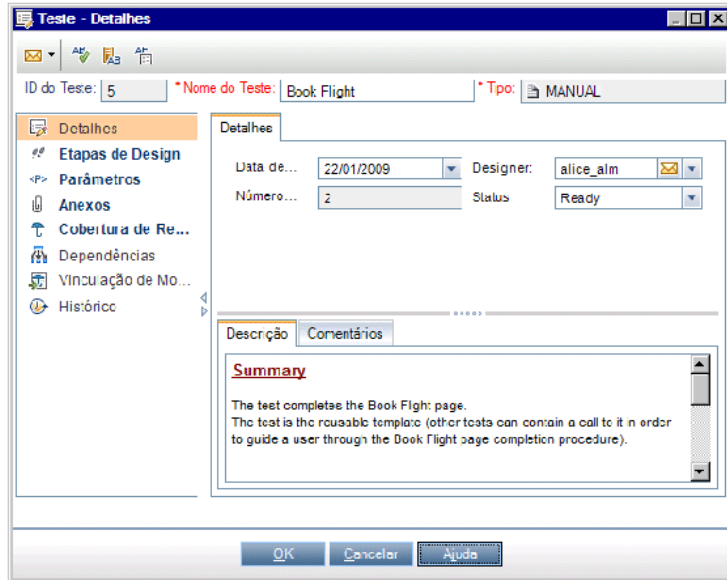 Teste - Detalhes
ID do Teste: 5 *Nome do Teste: Book Flight *Tipo: MANUAL
Detalhes
Etapas de Design
Parâmetros
Anexos
Cobertura de Re...
Dependências
Vinculação de Mo...
Histórico
Detalhes
Data de... 22/01/2009 Designer: alice_alm
Número... 2 Status Ready
Descrição Comentários
Summary
The test completes the Book Flght page.
The test is the reusable template (other tests can contain a call to it in order
to guide a user through the Book Flight page completion procedure).
OK Cancelar Ajuda